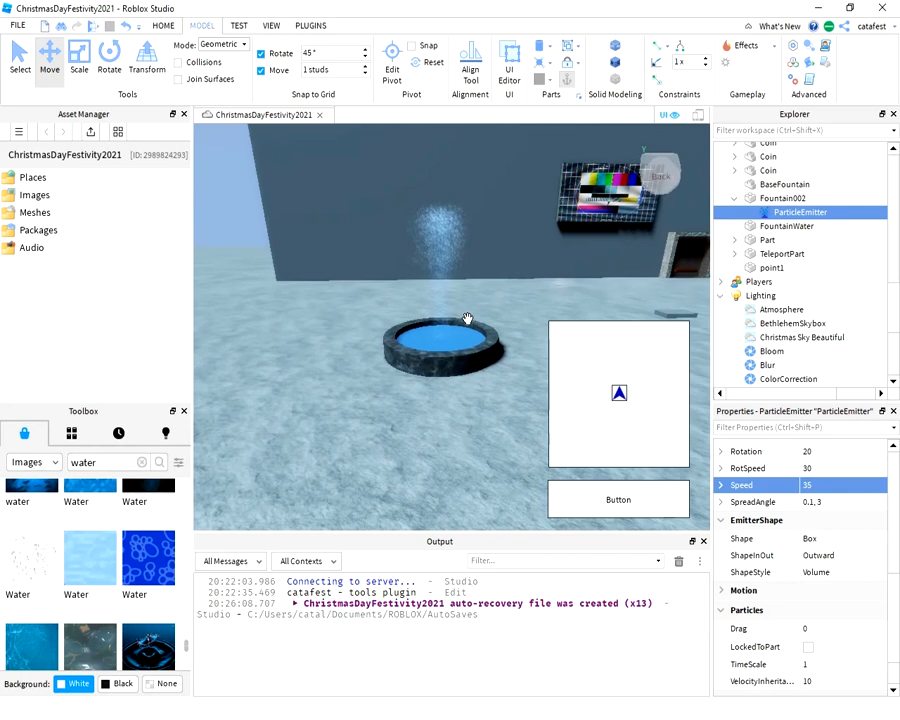 ChristmasDayFestivity2021 - Roblox Studio
FILE HOME MODEL TEST VIEW PLUGINS What's New catafest
Select Move Scale Rotate Transform
Mode: Geometric
Collisions
Join Surfaces
Tools
Rotate 45°
Move 1 studs
Snap to Grid
Edit Pivot
Snap
Reset
Pivot
Align Tool
Alignment
UI Editor
UI
Parts
Solid Modeling
1 x
Constraints
Effects
Gameplay
Advanced
Asset Manager
ChristmasDayFestivity2021 [ID: 2989824293]
Places
Images
Meshes
Packages
Audio
Toolbox
Images water
water Water Water
Water Water Water
Background: White Black None
ChristmasDayFestivity2021
UI
Y
Back
Button
Output
All Messages All Contexts Filter...
20:22:03.986 Connecting to server... - Studio
20:22:35.469 catafest - tools plugin - Edit
20:26:08.707 ChristmasDayFestivity2021 auto-recovery file was created (x13) -
Studio - C:/Users/catal/Documents/ROBLOX/AutoSaves
Explorer
Filter workspace (Ctrl+Shift+X)
Coin
Coin
Coin
BaseFountain
Fountain002
ParticleEmitter
FountainWater
Part
TeleportPart
point1
Players
Lighting
Atmosphere
BethlehemSkybox
Christmas Sky Beautiful
Bloom
Blur
ColorCorrection
Properties - ParticleEmitter "ParticleEmitter"
Filter Properties (Ctrl+Shift+P)
Rotation 20
RotSpeed 30
Speed 35
SpreadAngle 0.1, 3
EmitterShape
Shape Box
ShapeInOut Outward
ShapeStyle Volume
Motion
Particles
Drag 0
LockedToPart
TimeScale 1
VelocityInherita... 10